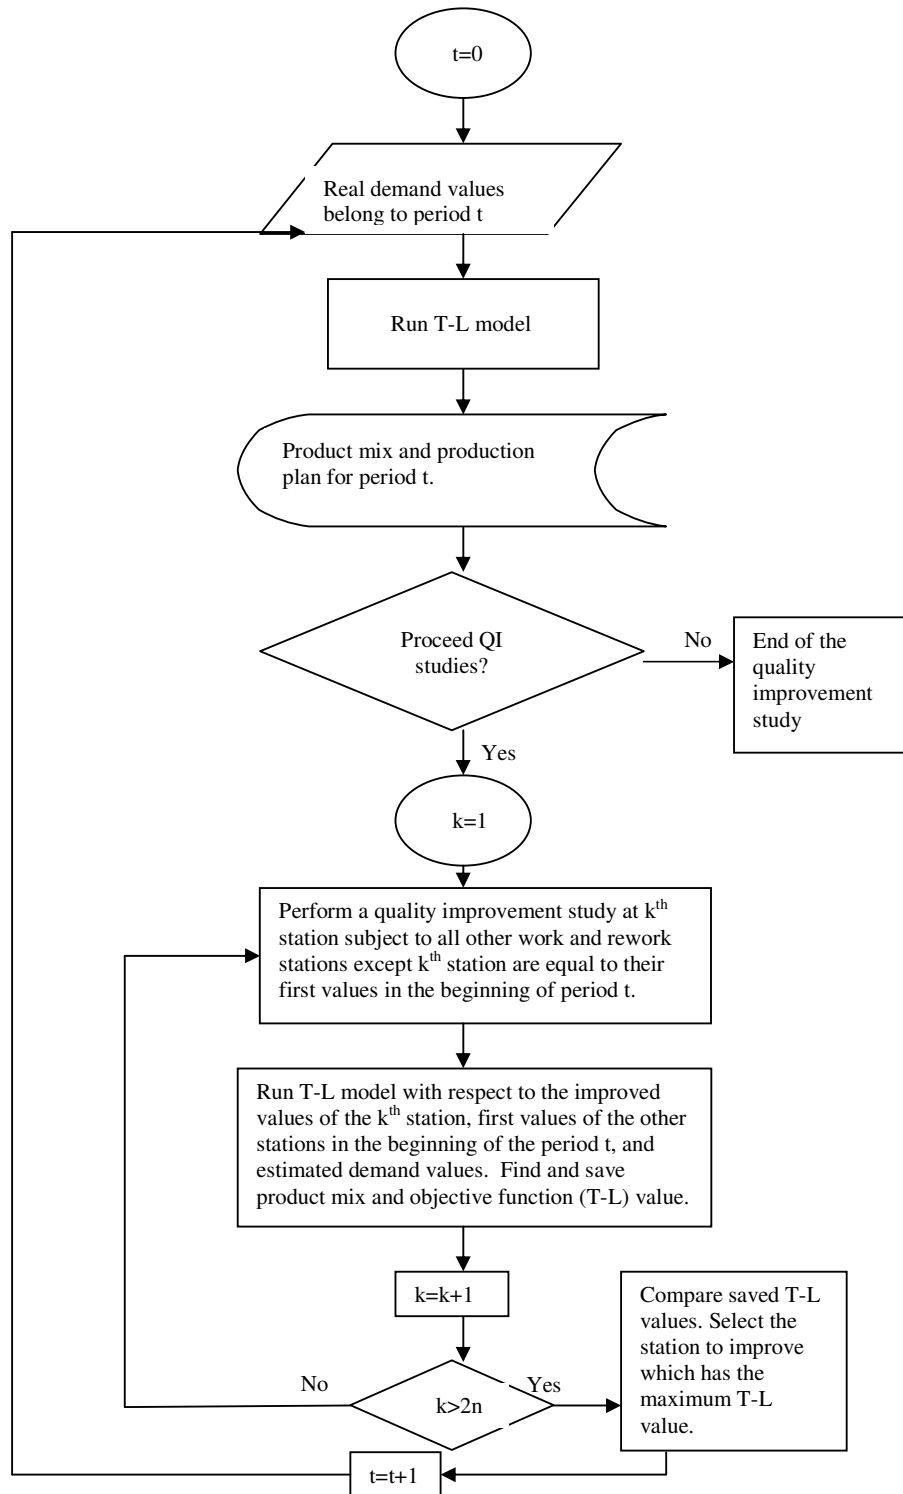 t=0
Real demand values
belong to period t
Run T-L model
Product mix and production
plan for period t.
Proceed QI
studies?
No
End of the
quality
improvement
study
Yes
k=1
Perform a quality improvement study at kth
station subject to all other work and rework
stations except kth station are equal to their
first values in the beginning of period t.
Run T-L model with respect to the improved
values of the kth station, first values of the other
stations in the beginning of the period t, and
estimated demand values.  Find and save
product mix and objective function (T-L) value.
k=k+1
Compare saved T-L
values. Select the
station to improve
which has the
maximum T-L
value.
No
k>2n
Yes
t=t+1